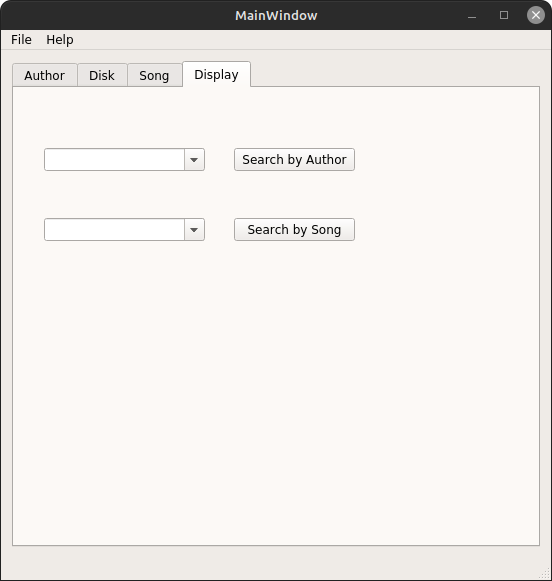 MainWindow
File Help
Author Disk Song Display
Search by Author
Search by Song